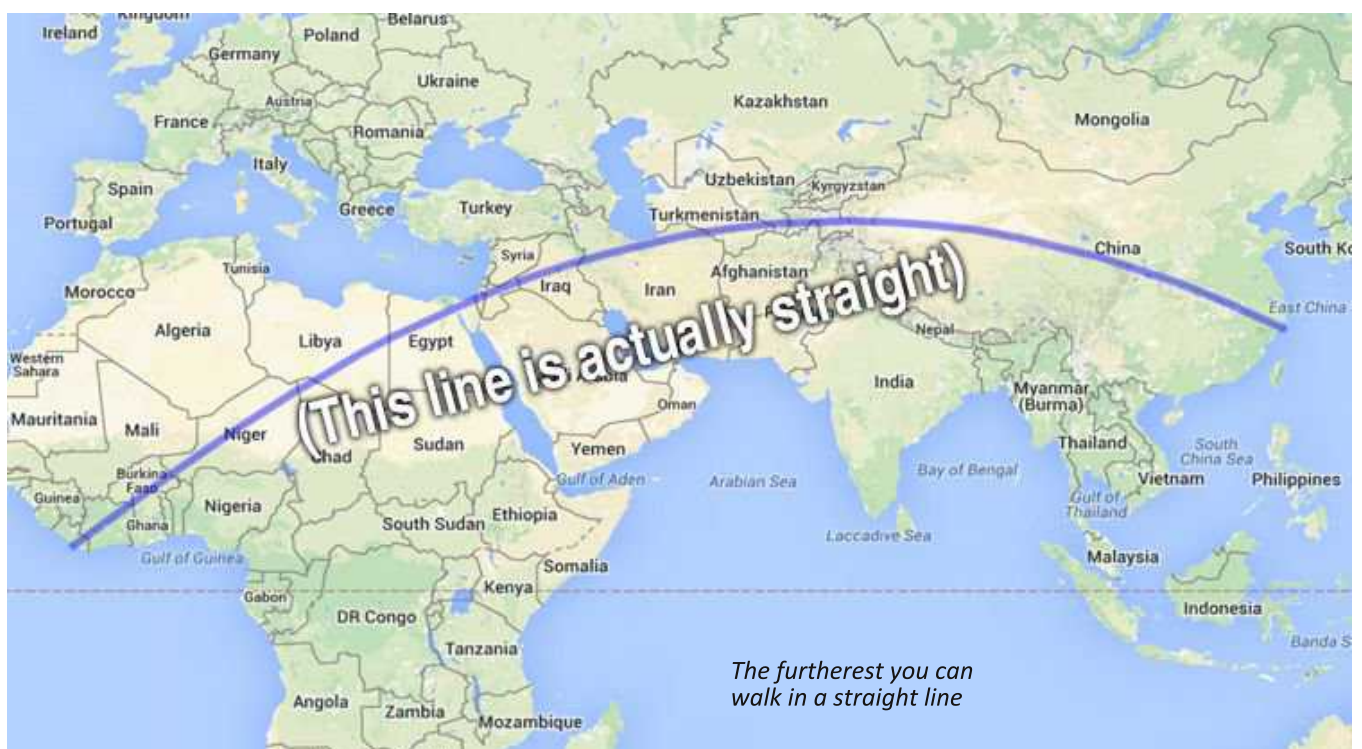 Ireland
Kingdom
Belarus
Poland
Germany
Ukraine
Kazakhstan
Mongolia
Austria
France
Romania
Italy
Uzbekistan
Kyrgyzstan
Spain
Portugal
Greece
Turkey
Turkmenistan
China
South Ko
Syria
Tunisia
Afghanistan
Morocco
Iraq
Iran
East China
Algeria
Libya
Egypt
Nepal
Western
Sahara
(This line is actually straight)
India
Myanmar
(Burma)
Oman
Mauritania
Mali
Niger
Chad
Sudan
Yemen
Thailand
South
China Sea
Burkina
Faso
Gulf of Aden
Arabian Sea
Bay of Bengal
Vietnam
Philippines
Guinea
Nigeria
Ghana
South Sudan
Ethiopia
Gulf of
Thailand
Laccadive Sea
Gulf of Guinea
Somalia
Malaysia
Gabon
Kenya
DR Congo
Indonesia
Tanzania
Banda S
The furtherest you can
walk in a straight line
Angola
Zambia
Mozambique